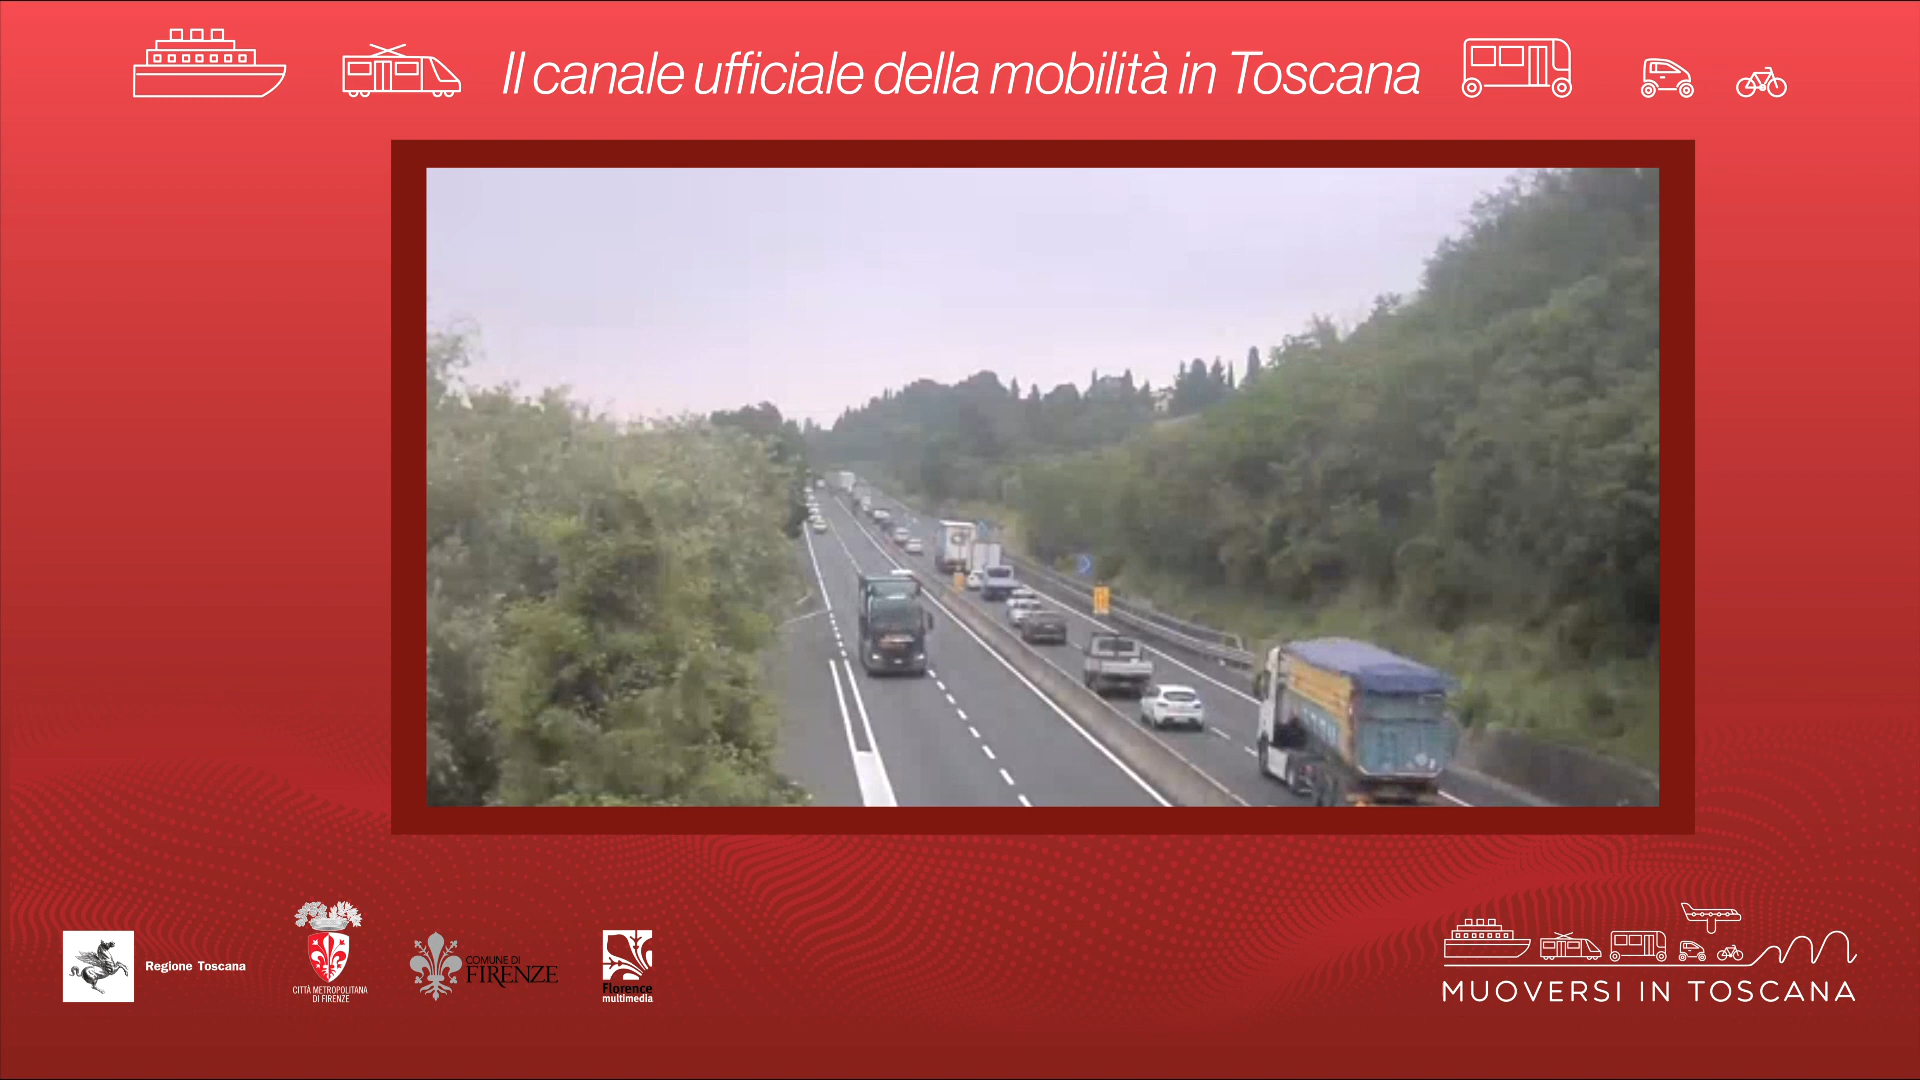 Il canale ufficiale della mobilità in Toscana
Regione Toscana
CITTÀ METROPOLITANA
DI FIRENZE
COMUNE DI
FIRENZE
Florence
multimedia
MUOVERSI IN TOSCANA